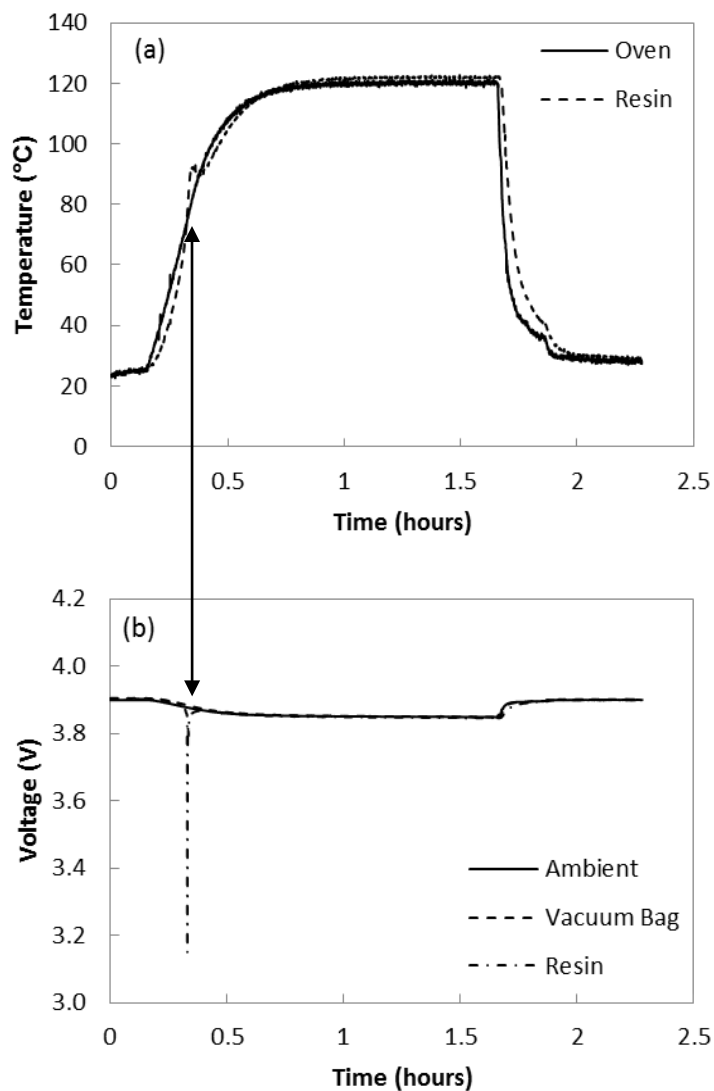 (a)
Oven
Resin
Temperature (°C)
140
120
100
80
60
40
20
0
0 0.5 1 1.5 2 2.5
Time (hours)
(b)
Ambient
Vacuum Bag
Resin
Voltage (V)
4.2
4.0
3.8
3.6
3.4
3.2
3.0
0 0.5 1 1.5 2 2.5
Time (hours)